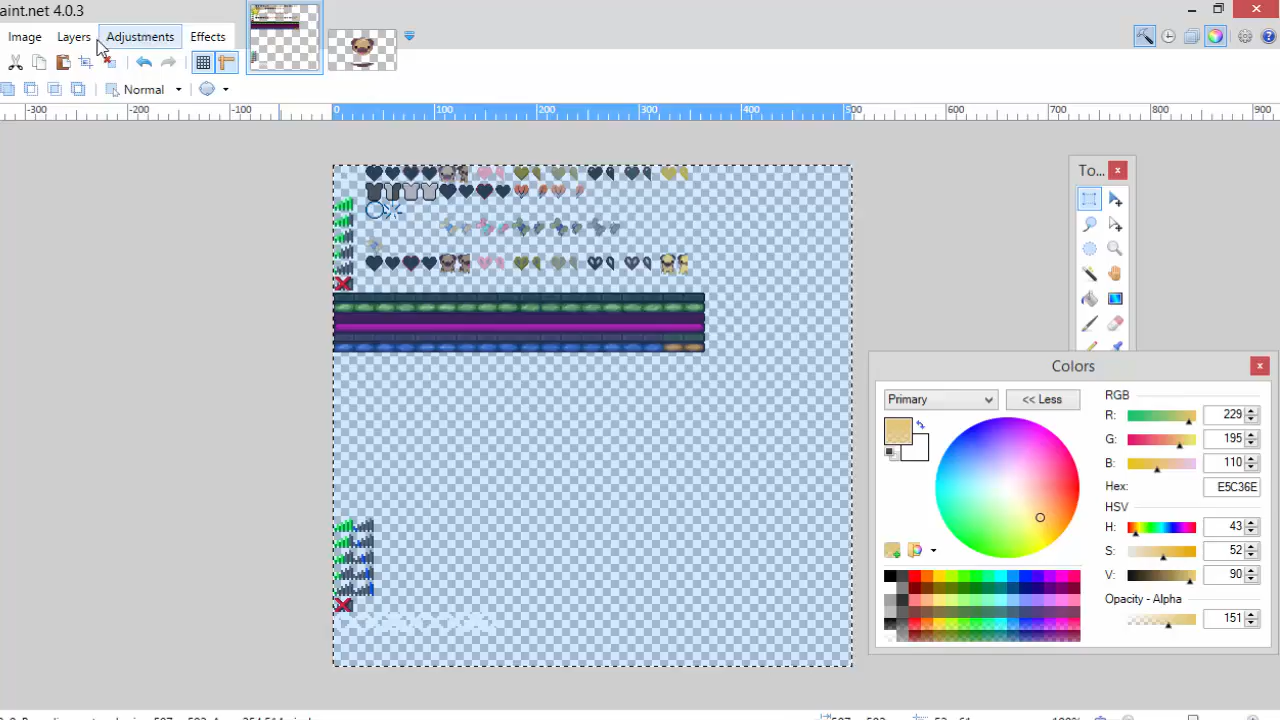 aint.net 4.0.3
Image Layers Adjustments Effects
Normal
-300 -200 -100 0 100 200 300 400 500 600 700 800 900
To...
Colors
Primary << Less
RGB
R: 229
G: 195
B: 110
Hex: E5C36E
HSV
H: 43
S: 52
V: 90
Opacity - Alpha
151